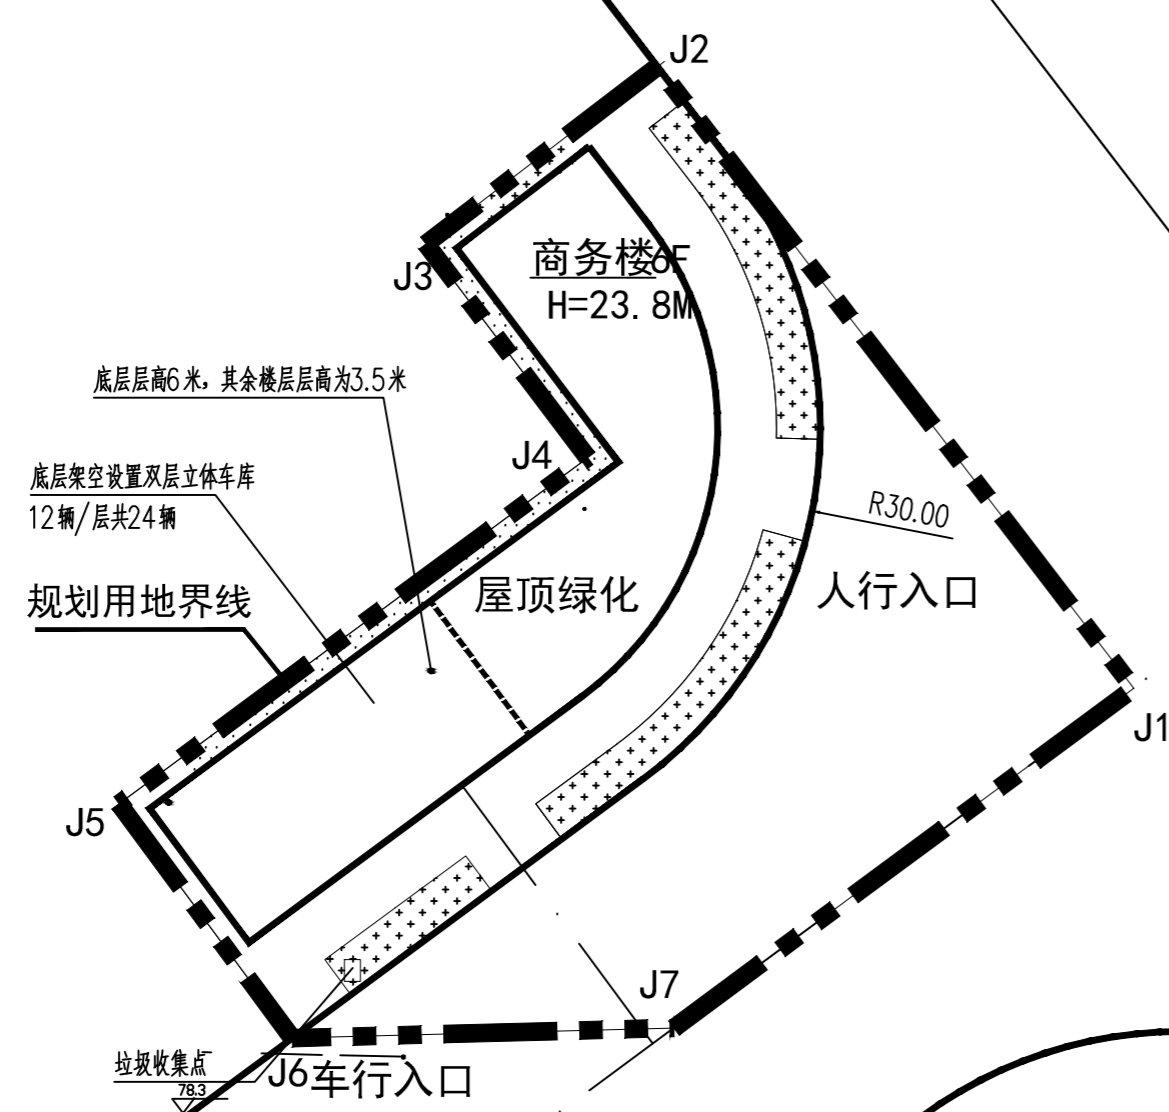 J2
商务楼6F
J3
H=23.8M
底层层高6米，其余楼层层高为3.5米
J4
底层架空设置双层立体车库
12辆/层共24辆
R30.00
规划用地界线
屋顶绿化
人行入口
J1
J5
J7
垃圾收集点
J6
车行入口
78.3